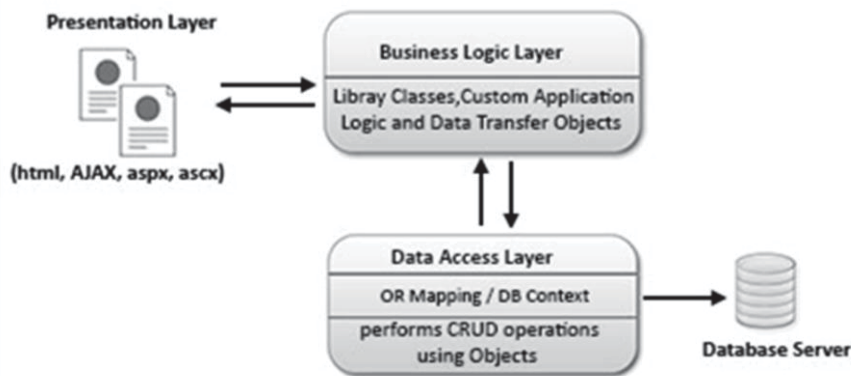 Presentation Layer
(html, AJAX, aspx, ascx)
Business Logic Layer
Libray Classes,Custom Application
Logic and Data Transfer Objects
Data Access Layer
OR Mapping / DB Context
performs CRUD operations
using Objects
Database Server